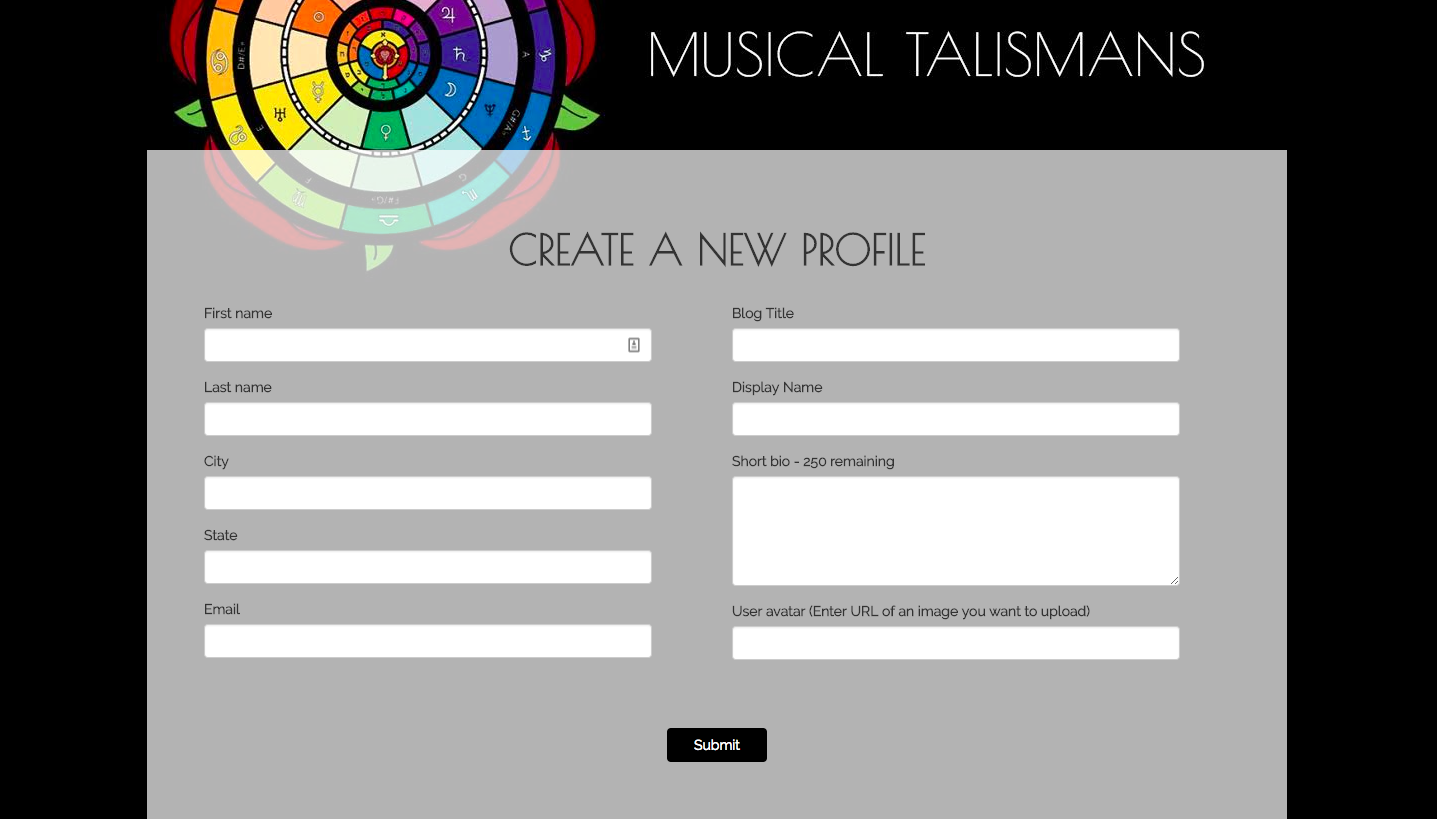 MUSICAL TALISMANS
CREATE A NEW PROFILE
First name
Last name
City
State
Email
Blog Title
Display Name
Short bio - 250 remaining
User avatar (Enter URL of an image you want to upload)
Submit